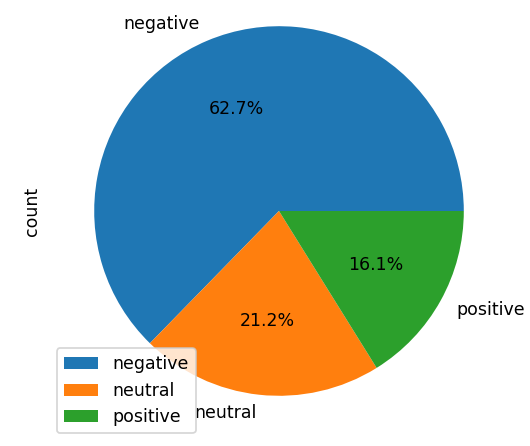 negative
62.7%
count
16.1%
positive
21.2%
negative
neutral
positive
neutral